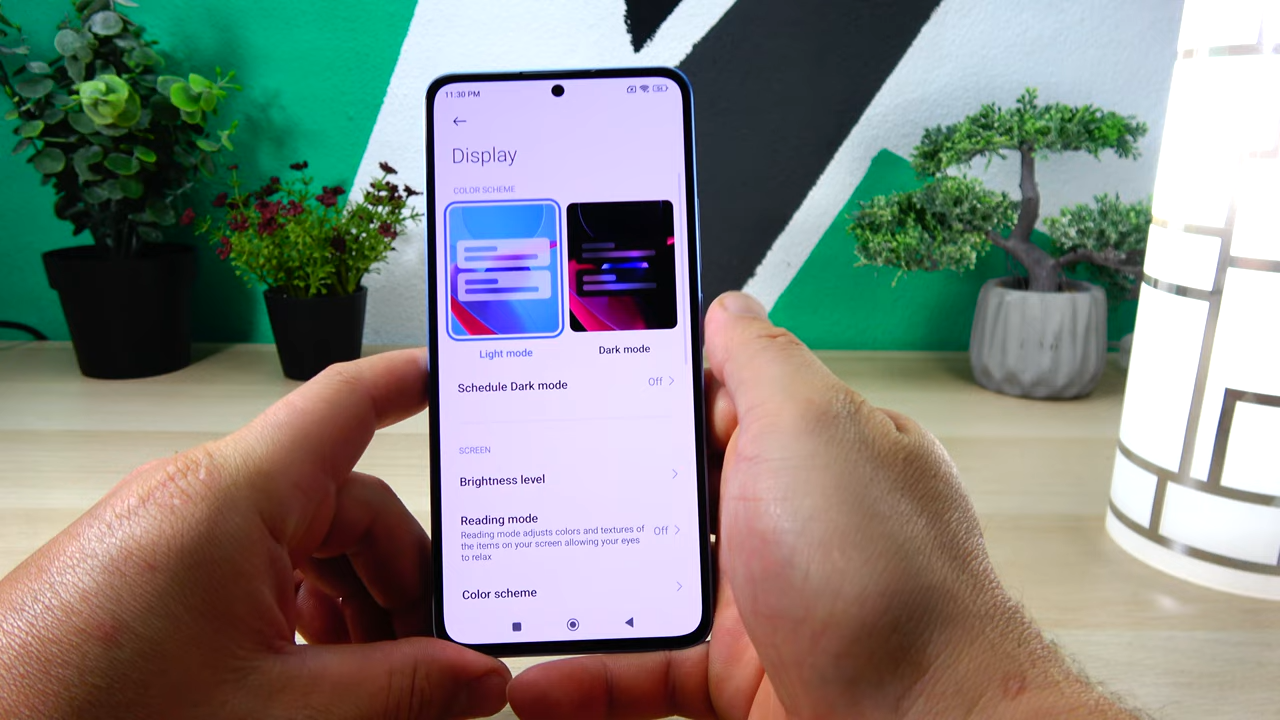 11:30 PM
Display
COLOR SCHEME
Light mode
Dark mode
Schedule Dark mode
Off
SCREEN
Brightness level
Reading mode
Reading mode adjusts colors and textures of
the items on your screen allowing your eyes
to relax
Off
Color scheme